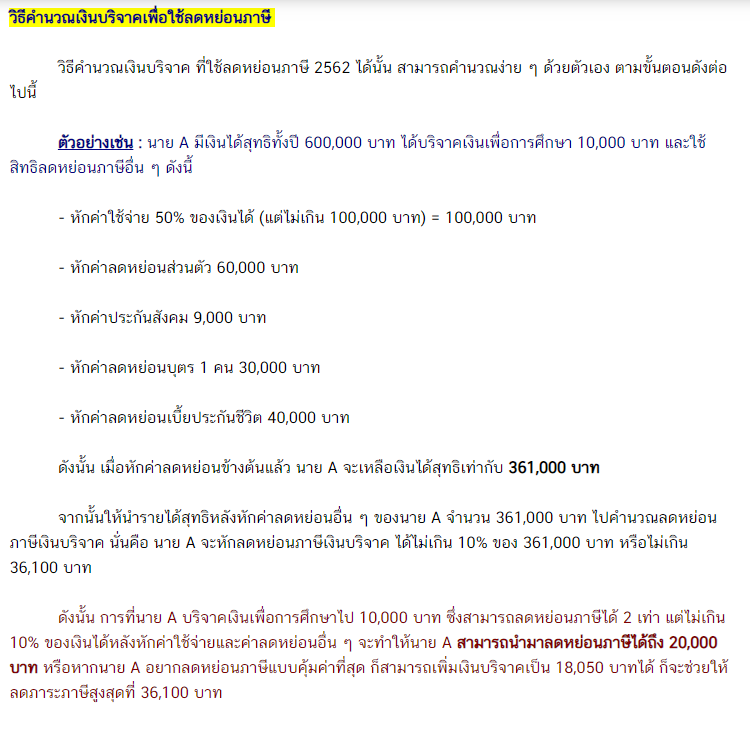 วิธีคำนวณเงินบริจาคเพื่อใช้ลดหย่อนภาษี
วิธีคำนวณเงินบริจาค ที่ใช้ลดหย่อนภาษี 2562 ได้นั้น สามารถคำนวณง่าย ๆ ด้วยตัวเอง ตามขั้นตอนดังต่อ
ไปนี้
ตัวอย่างเช่น : นาย A มีเงินได้สุทธิทั้งปี 600,000 บาท ได้บริจาคเงินเพื่อการศึกษา 10,000 บาท และใช้
สิทธิลดหย่อนภาษีอื่น ๆ ดังนี้
- หักค่าใช้จ่าย 50% ของเงินได้ (แต่ไม่เกิน 100,000 บาท) = 100,000 บาท
- หักค่าลดหย่อนส่วนตัว 60,000 บาท
- หักค่าประกันสังคม 9,000 บาท
- หักค่าลดหย่อนบุตร 1 คน 30,000 บาท
- หักค่าลดหย่อนเบี้ยประกันชีวิต 40,000 บาท
ดังนั้น เมื่อหักค่าลดหย่อนข้างต้นแล้ว นาย A จะเหลือเงินได้สุทธิเท่ากับ 361,000 บาท
จากนั้นให้นำรายได้สุทธิหลังหักค่าลดหย่อนอื่น ๆ ของนาย A จำนวน 361,000 บาท ไปคำนวณลดหย่อน
ภาษีเงินบริจาค นั่นคือ นาย A จะหักลดหย่อนภาษีเงินบริจาค ได้ไม่เกิน 10% ของ 361,000 บาท หรือไม่เกิน
36,100 บาท
ดังนั้น การที่นาย A บริจาคเงินเพื่อการศึกษาไป 10,000 บาท ซึ่งสามารถลดหย่อนภาษีได้ 2 เท่า แต่ไม่เกิน
10% ของเงินได้หลังหักค่าใช้จ่ายและค่าลดหย่อนอื่น ๆ จะทำให้นาย A สามารถนำมาลดหย่อนภาษีได้ถึง 20,000
บาท หรือหากนาย A อยากลดหย่อนภาษีแบบคุ้มค่าที่สุด ก็สามารถเพิ่มเงินบริจาคเป็น 18,050 บาทได้ ก็จะช่วยให้
ลดภาระภาษีสูงสุดที่ 36,100 บาท